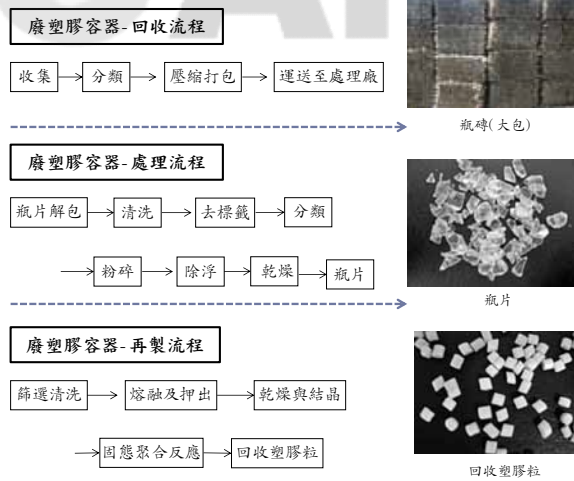 廢塑膠容器-回收流程
收集 分類 壓縮打包 運送至處理廠
瓶磚(大包)
廢塑膠容器-處理流程
瓶片解包 清洗 去標籤 分類
粉碎 除浮 乾燥 瓶片
瓶片
廢塑膠容器-再製流程
篩選清洗 熔融及押出 乾燥與結晶
固態聚合反應 回收塑膠粒
回收塑膠粒